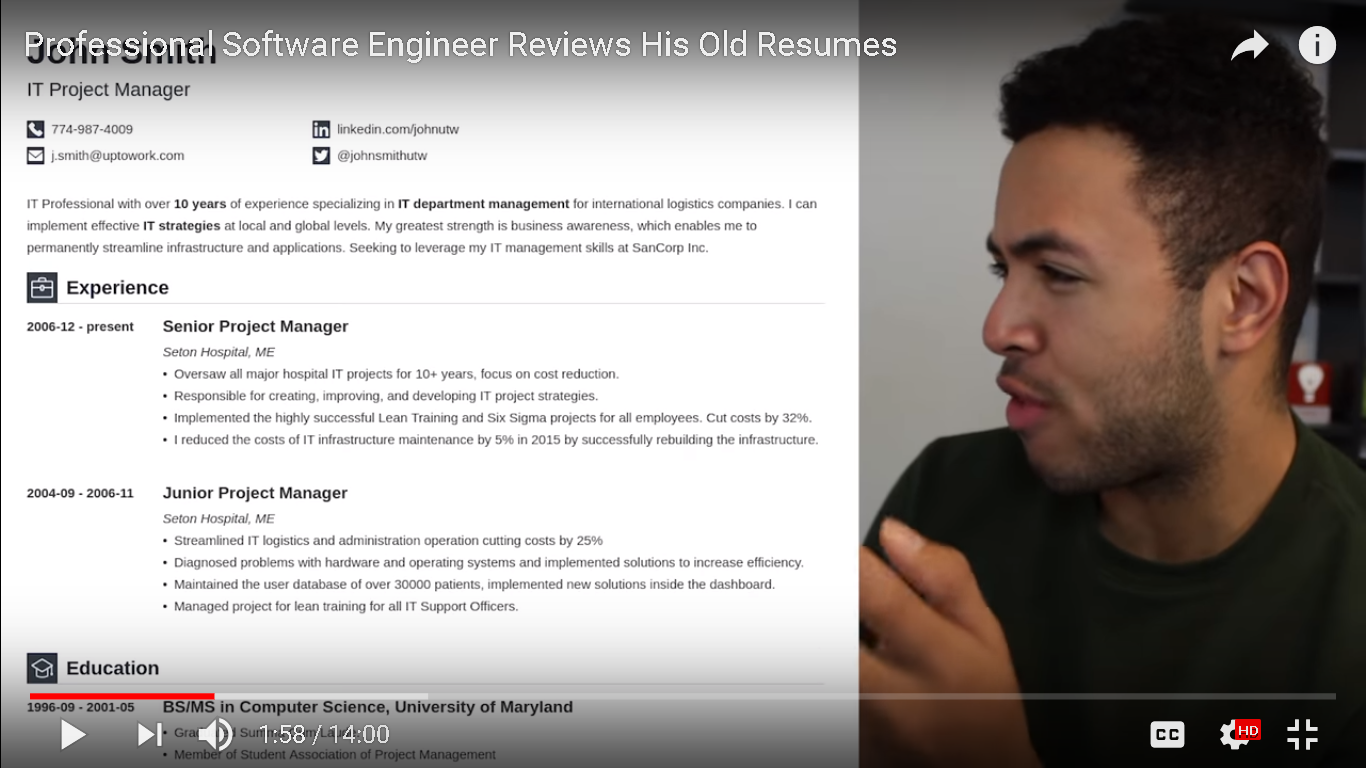 Professional Software Engineer Reviews His Old Resumes
John Smith
IT Project Manager
774-987-4009
linkedin.com/johnutw
j.smith@uptowork.com
@johnsmithutw
IT Professional with over 10 years of experience specializing in IT department management for international logistics companies. I can
implement effective IT strategies at local and global levels. My greatest strength is business awareness, which enables me to
permanently streamline infrastructure and applications. Seeking to leverage my IT management skills at SanCorp Inc.
Experience
2006-12 - present
Senior Project Manager
Seton Hospital, ME
• Oversaw all major hospital IT projects for 10+ years, focus on cost reduction.
• Responsible for creating, improving, and developing IT project strategies.
• Implemented the highly successful Lean Training and Six Sigma projects for all employees. Cut costs by 32%.
• I reduced the costs of IT infrastructure maintenance by 5% in 2015 by successfully rebuilding the infrastructure.
2004-09 - 2006-11
Junior Project Manager
Seton Hospital, ME
• Streamlined IT logistics and administration operation cutting costs by 25%
• Diagnosed problems with hardware and operating systems and implemented solutions to increase efficiency.
• Maintained the user database of over 30000 patients, implemented new solutions inside the dashboard.
• Managed project for lean training for all IT Support Officers.
Education
1996-09 - 2001-05
BS/MS in Computer Science, University of Maryland
1:58 / 14:00
• Member of Student Association of Project Management
CC
HD